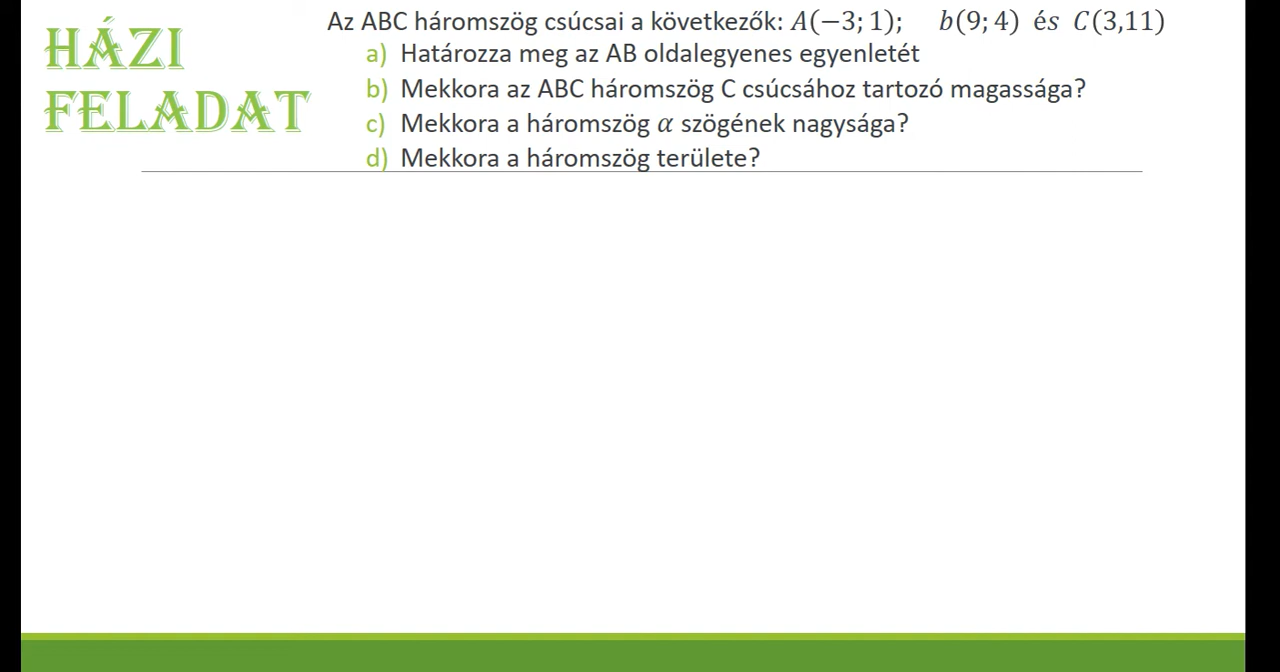 HÁZI
FELADAT
Az ABC háromszög csúcsai a következők: A(−3; 1); b(9; 4) és C(3,11)
a) Határozza meg az AB oldalegyenes egyenletét
b) Mekkora az ABC háromszög C csúcsához tartozó magassága?
c) Mekkora a háromszög α szögének nagysága?
d) Mekkora a háromszög területe?